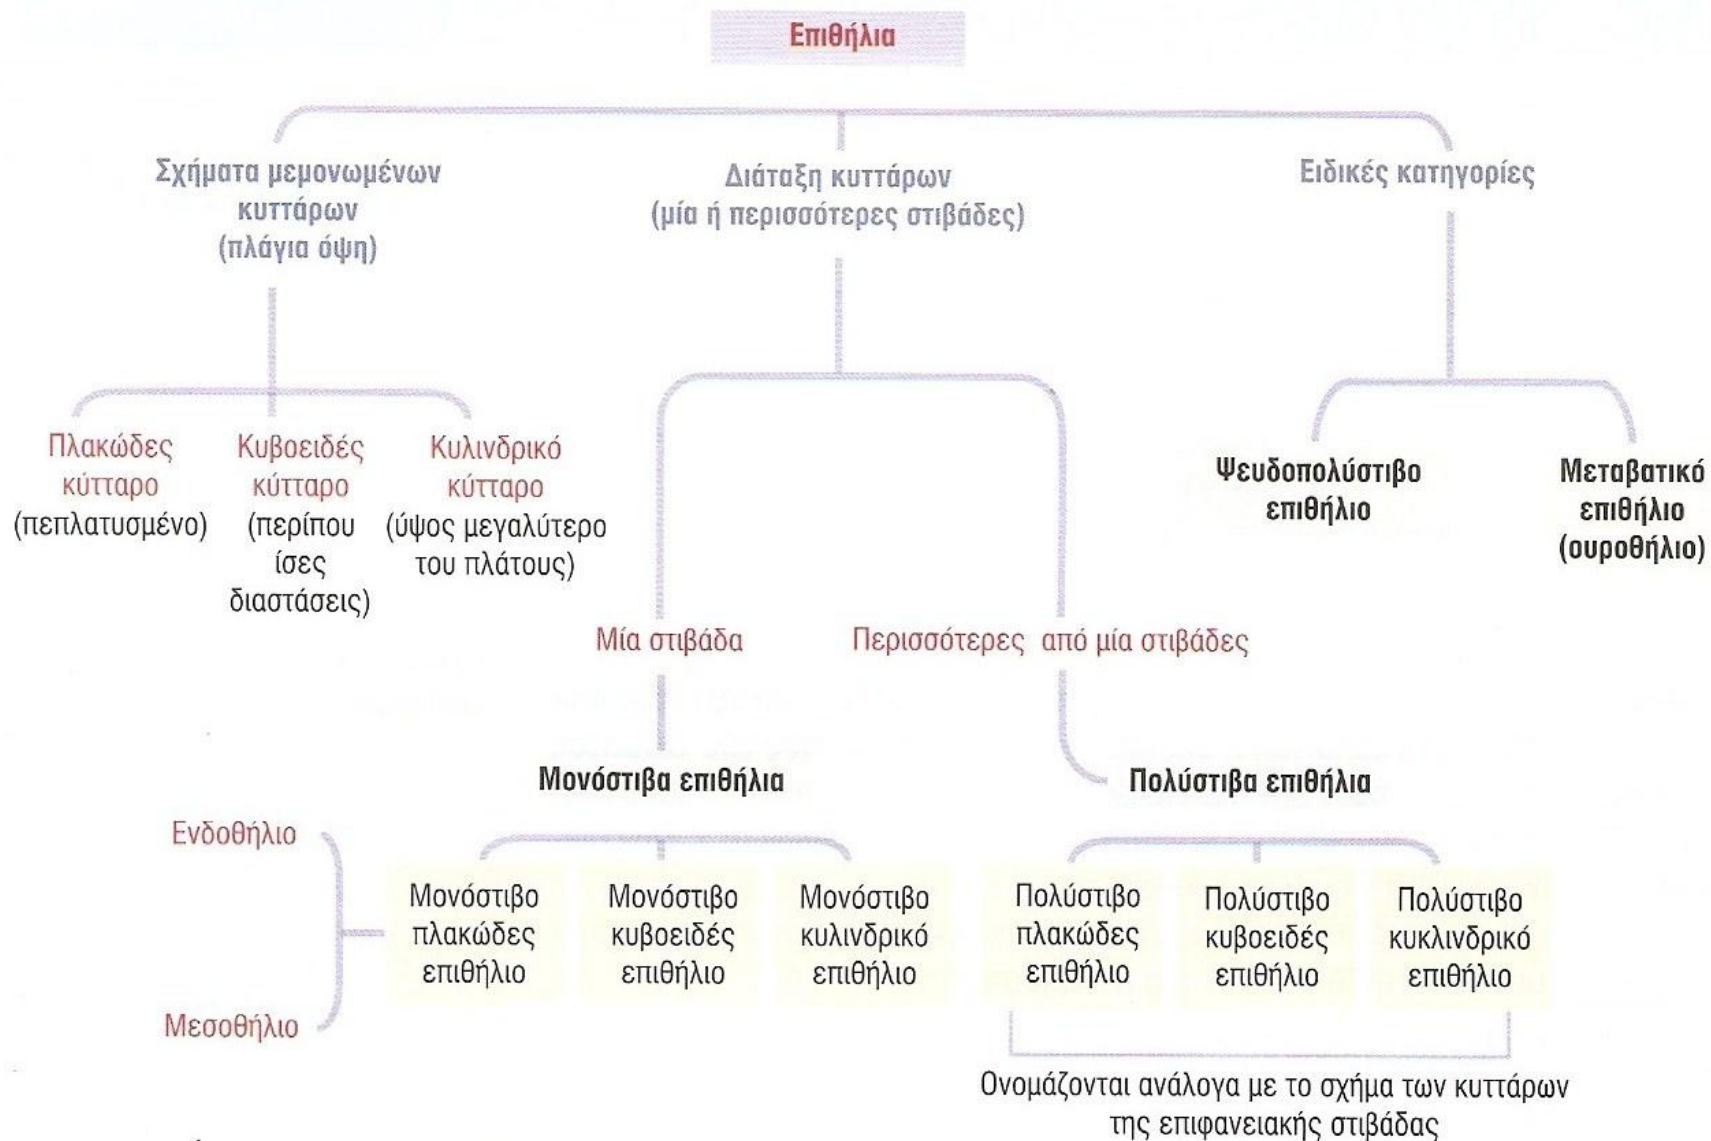 Επιθήλια
Σχήματα μεμονωμένων
κυττάρων
(πλάγια όψη)
Διάταξη κυττάρων
(μία ή περισσότερες στιβάδες)
Ειδικές κατηγορίες
Πλακώδες
κύτταρο
(πεπλατυσμένο)
Κυβοειδές
κύτταρο
(περίπου
ίσες
διαστάσεις)
Κυλινδρικό
κύτταρο
(ύψος μεγαλύτερο
του πλάτους)
Ψευδοπολύστιβο
επιθήλιο
Μεταβατικό
επιθήλιο
(ουροθήλιο)
Μία στιβάδα
Περισσότερες από μία στιβάδες
Μονόστιβα επιθήλια
Πολύστιβα επιθήλια
Ενδοθήλιο
Μεσοθήλιο
Μονόστιβο
πλακώδες
επιθήλιο
Μονόστιβο
κυβοειδές
επιθήλιο
Μονόστιβο
κυλινδρικό
επιθήλιο
Πολύστιβο
πλακώδες
επιθήλιο
Πολύστιβο
κυβοειδές
επιθήλιο
Πολύστιβο
κυκλινδρικό
επιθήλιο
Ονομάζονται ανάλογα με το σχήμα των κυττάρων
της επιφανειακής στιβάδας